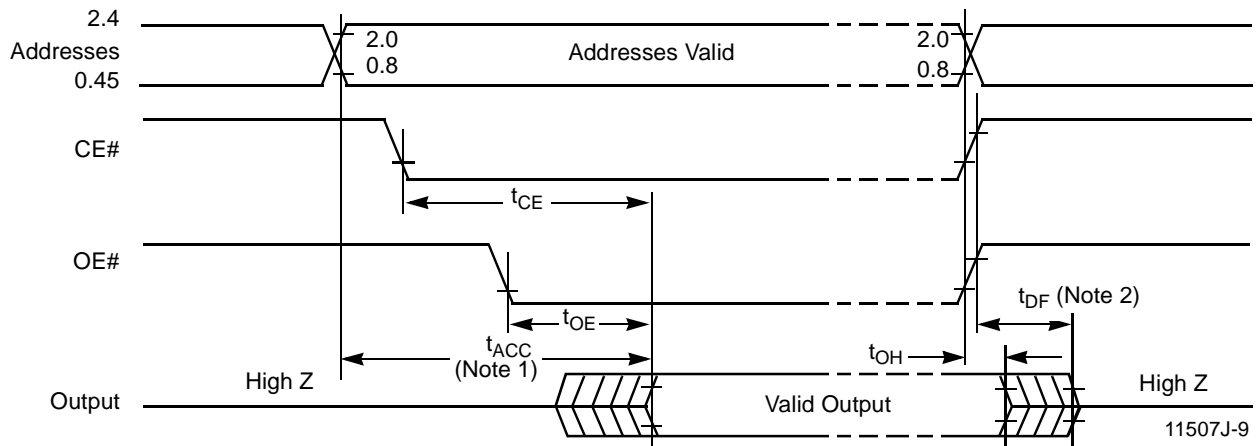 2.4
Addresses
0.45
2.0
0.8
Addresses Valid
2.0
0.8
CE#
tCE
OE#
tOE
tDF (Note 2)
tACC
(Note 1)
tOH
High Z
High Z
Output
Valid Output
11507J-9